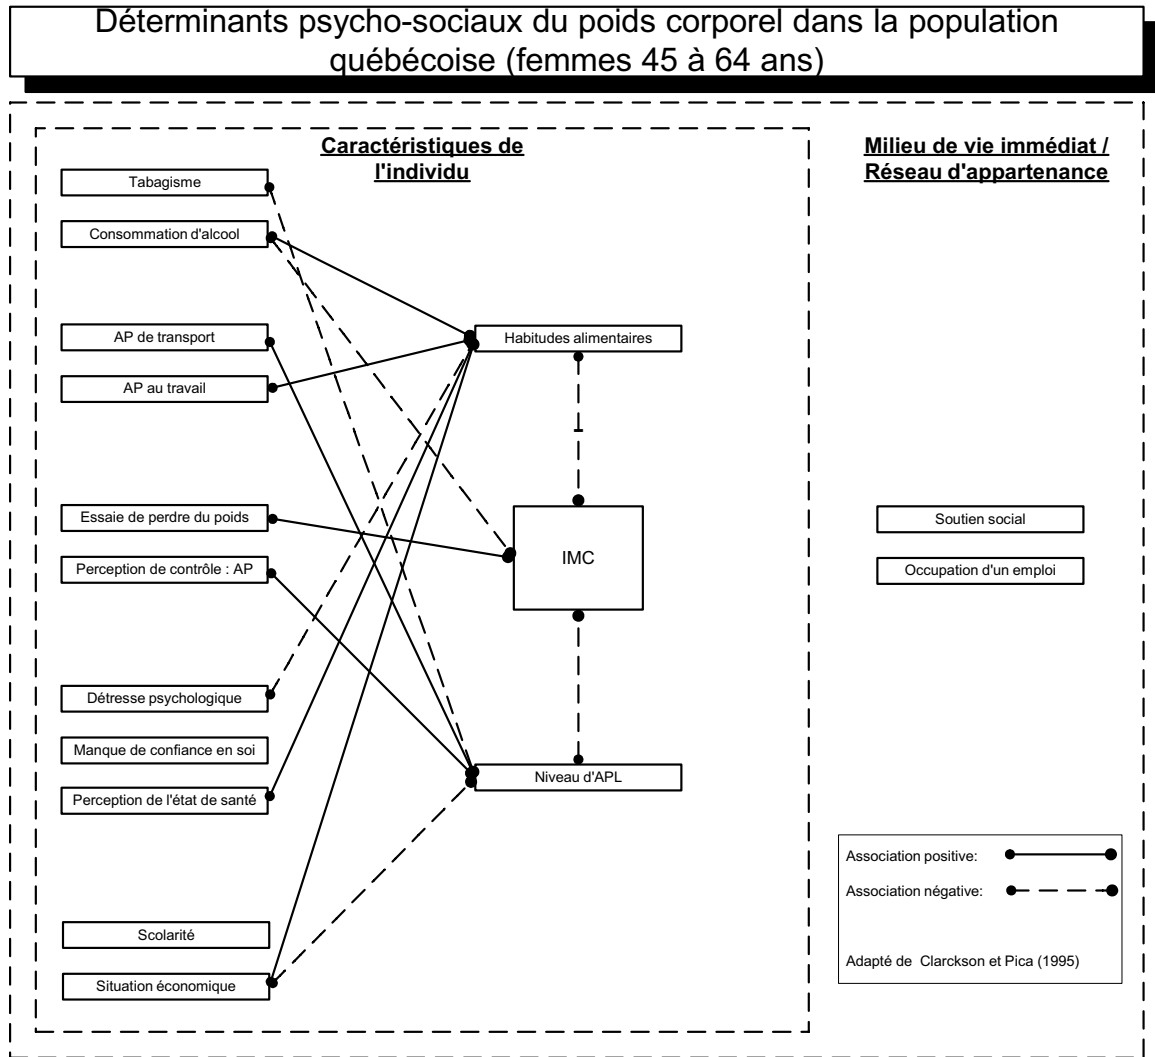 Déterminants psycho-sociaux du poids corporel dans la population
québécoise (femmes 45 à 64 ans)
Caractéristiques de
l'individu
Milieu de vie immédiat /
Réseau d'appartenance
Tabagisme
Consommation d'alcool
AP de transport
Habitudes alimentaires
AP au travail
Essaie de perdre du poids
Soutien social
IMC
Perception de contrôle : AP
Occupation d'un emploi
Détresse psychologique
Manque de confiance en soi
Niveau d'APL
Perception de l'état de santé
Association positive:
Association négative:
Scolarité
Adapté de Clarckson et Pica (1995)
Situation économique